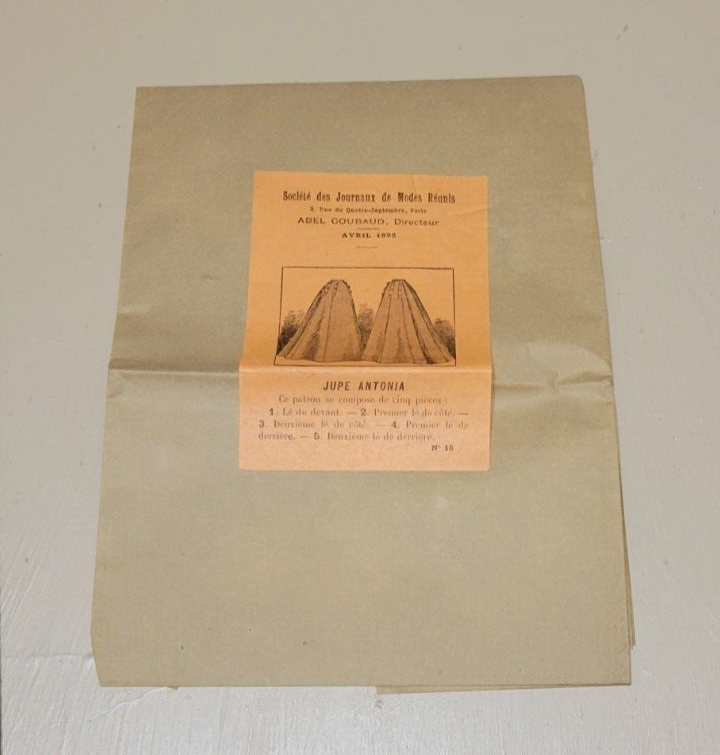 Société des Journaux de Modes Réunis
3, Rue du Quatre-Septembre, Paris
ABEL GOUBAUD, Directeur
AVRIL
JUPE ANTONIA
Ce patron se compose de cinq pièces :
1. Lé du devant. — 2. Premier lé de côté. —
3. Deuxième lé de côté. — 4. Premier lé de
derrière. — 5. Deuxième lé de derrière.
N° 10